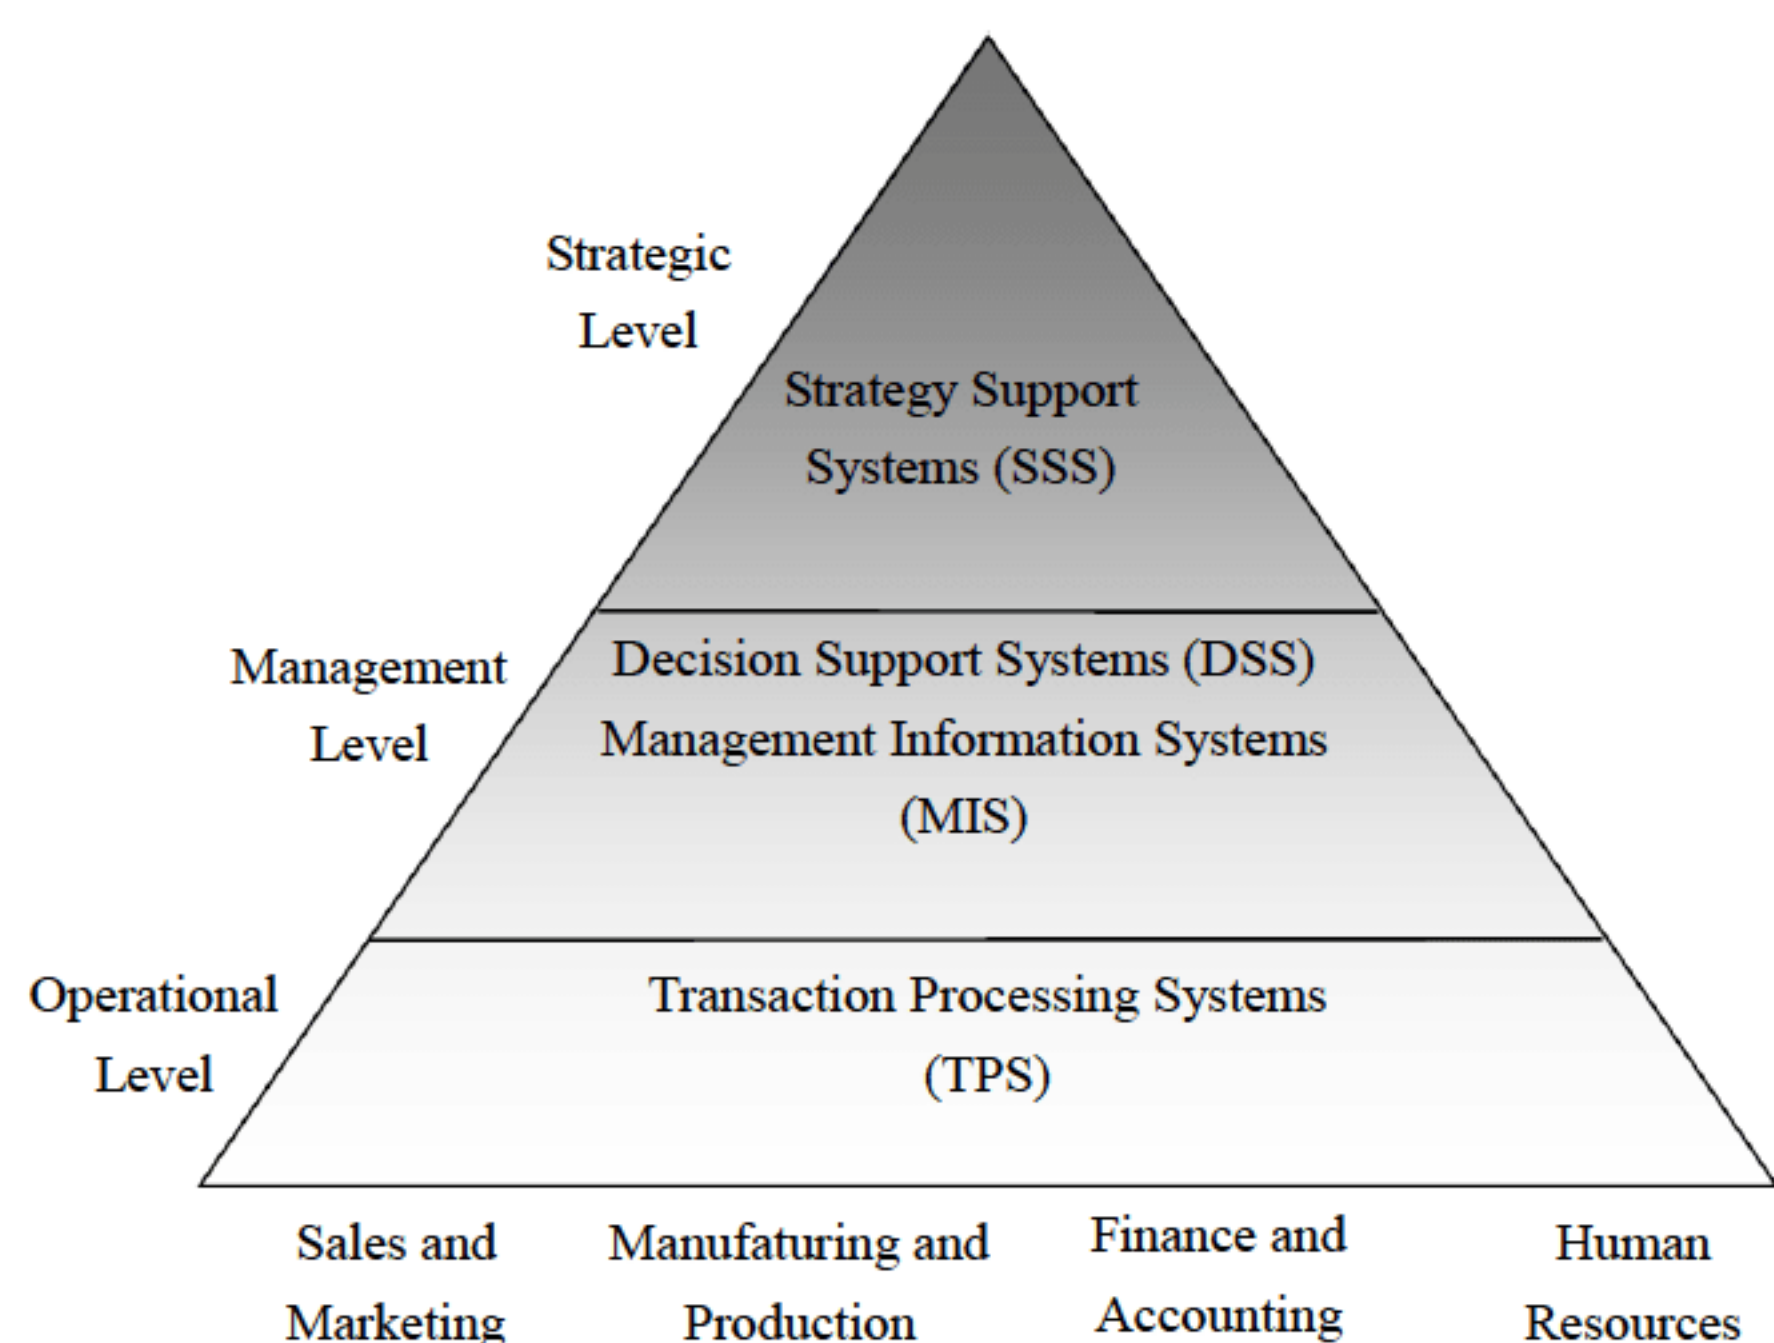 Strategic
Level
Strategy Support
Systems (SSS)
Management
Level
Decision Support Systems (DSS)
Management Information Systems
(MIS)
Operational
Level
Transaction Processing Systems
(TPS)
Sales and
Marketing
Manufaturing and
Production
Finance and
Accounting
Human
Resources